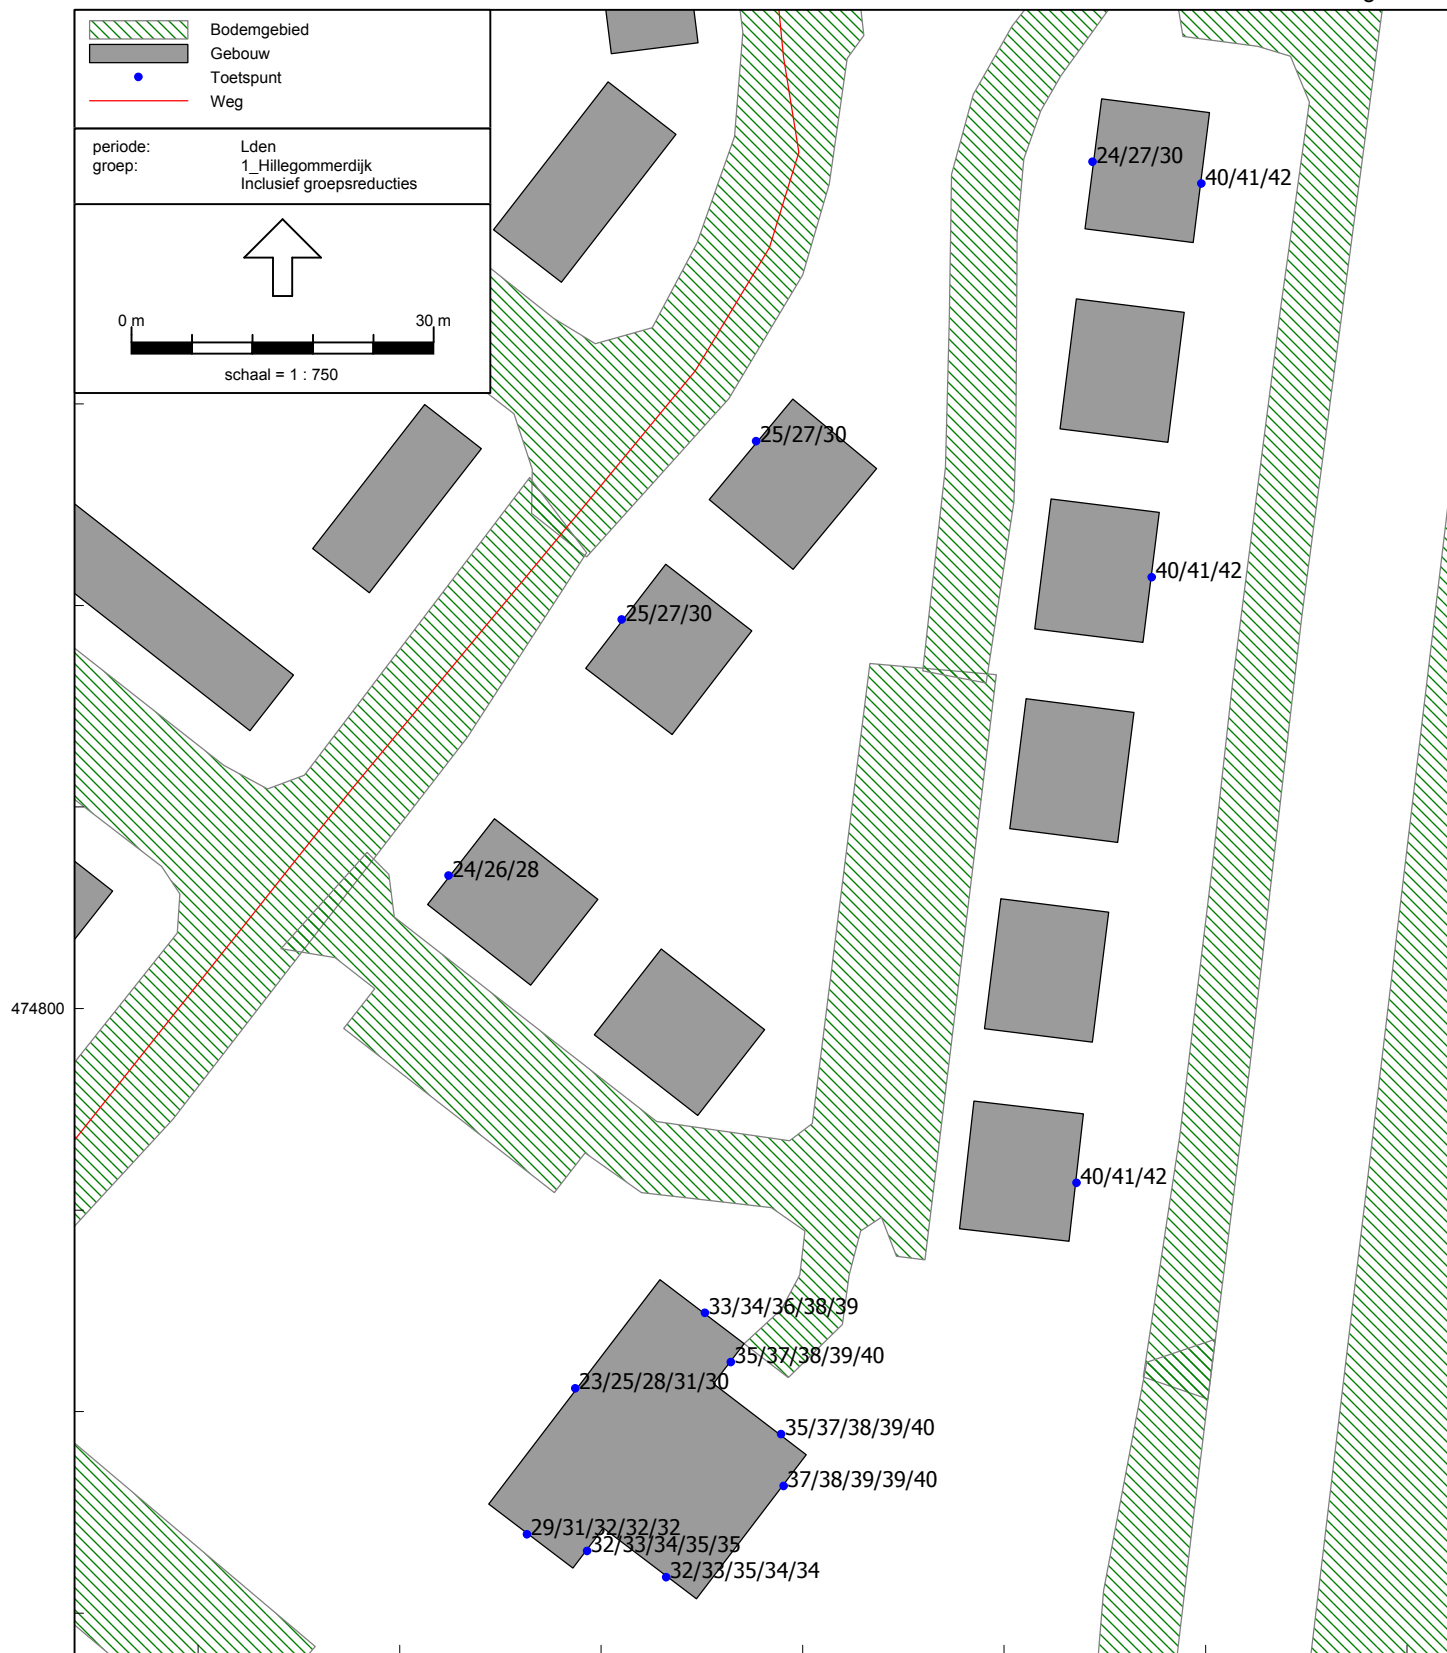 g
Bodemgebied
Gebouw
Toetspunt
Weg
periode: Lden
groep: 1_Hillegommerdijk
Inclusief groepsreducties
0 m 30 m
schaal = 1 : 750
24/27/30
40/41/42
25/27/30
40/41/42
25/27/30
24/26/28
474800
40/41/42
33/34/36/38/39
35/37/38/39/40
23/25/28/31/30
35/37/38/39/40
37/38/39/39/40
29/31/32/32/32
32/33/34/35/35
32/33/35/34/34